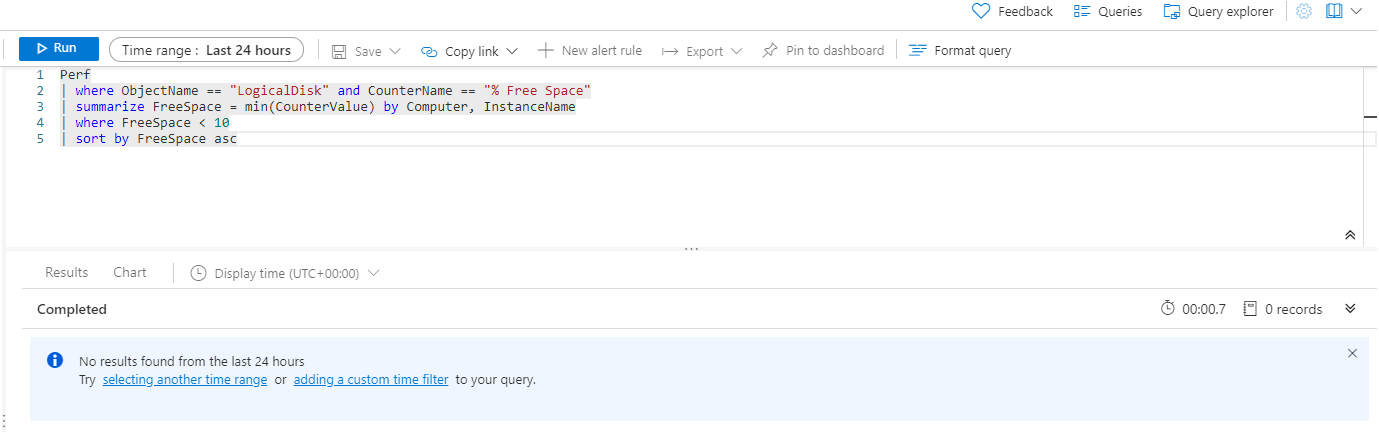 Feedback Queries Query explorer
Run Time range : Last 24 hours Save Copy link New alert rule Export Pin to dashboard Format query
1 Perf
2 | where ObjectName == "LogicalDisk" and CounterName == "% Free Space"
3 | summarize FreeSpace = min(CounterValue) by Computer, InstanceName
4 | where FreeSpace < 10
5 | sort by FreeSpace asc
Results Chart Display time (UTC+00:00)
Completed 00:00.7 0 records
No results found from the last 24 hours
Try selecting another time range or adding a custom time filter to your query.